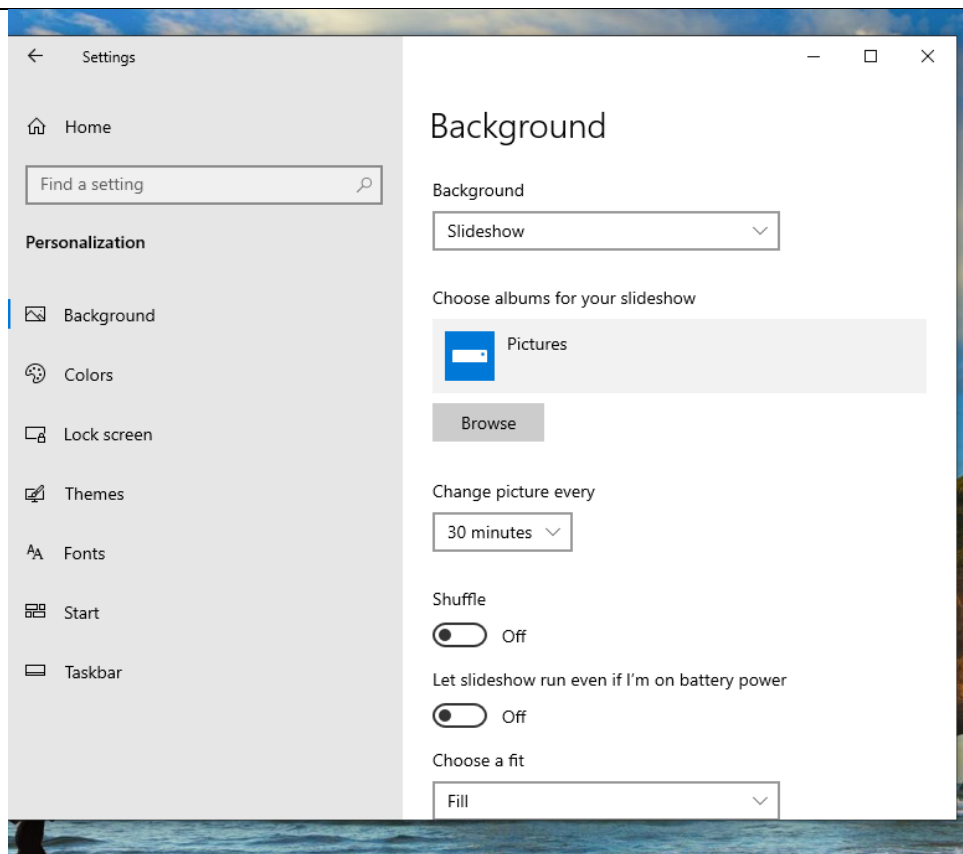 Settings
Home
Find a setting
Personalization
Background
Colors
Lock screen
Themes
Fonts
Start
Taskbar
Background
Background
Slideshow
Choose albums for your slideshow
Pictures
Browse
Change picture every
30 minutes
Shuffle
Off
Let slideshow run even if I'm on battery power
Off
Choose a fit
Fill